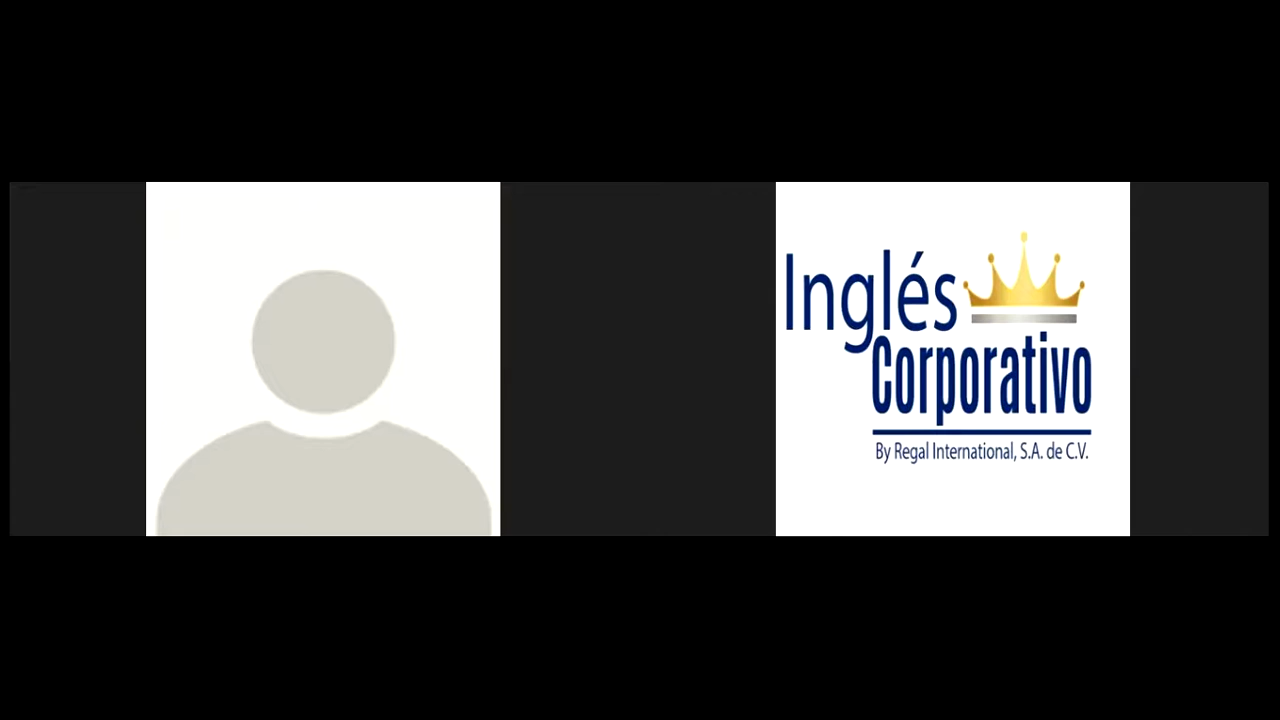 Inglés
Corporativo
By Regal International, S.A. de C.V.